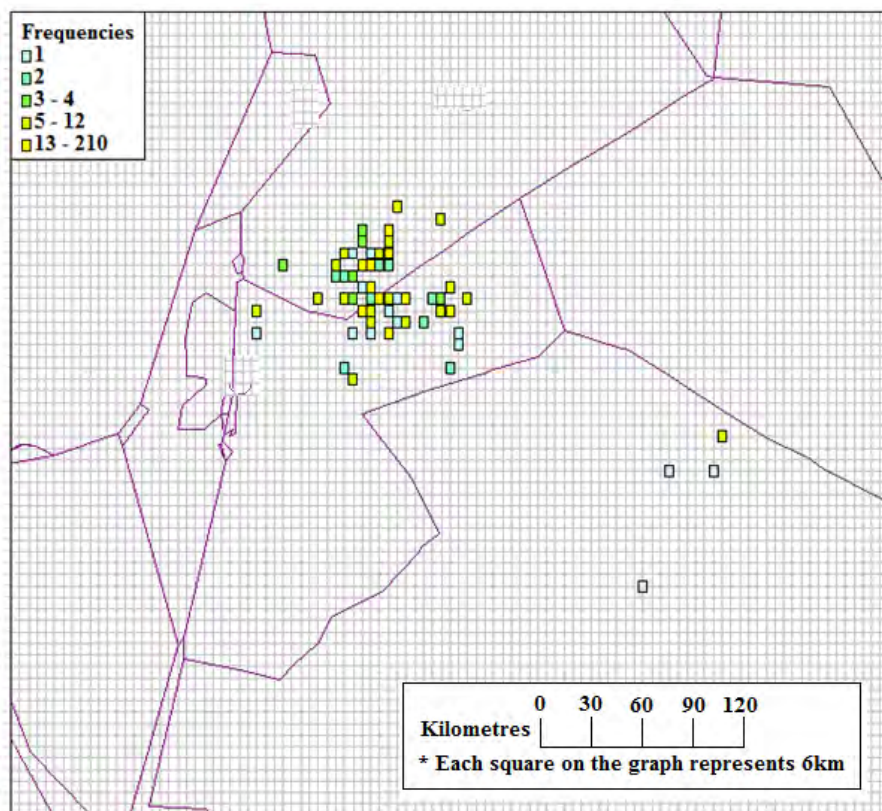 Frequencies
1
2
3 - 4
5 - 12
13 - 210
0 30 60 90 120
Kilometres
* Each square on the graph represents 6km